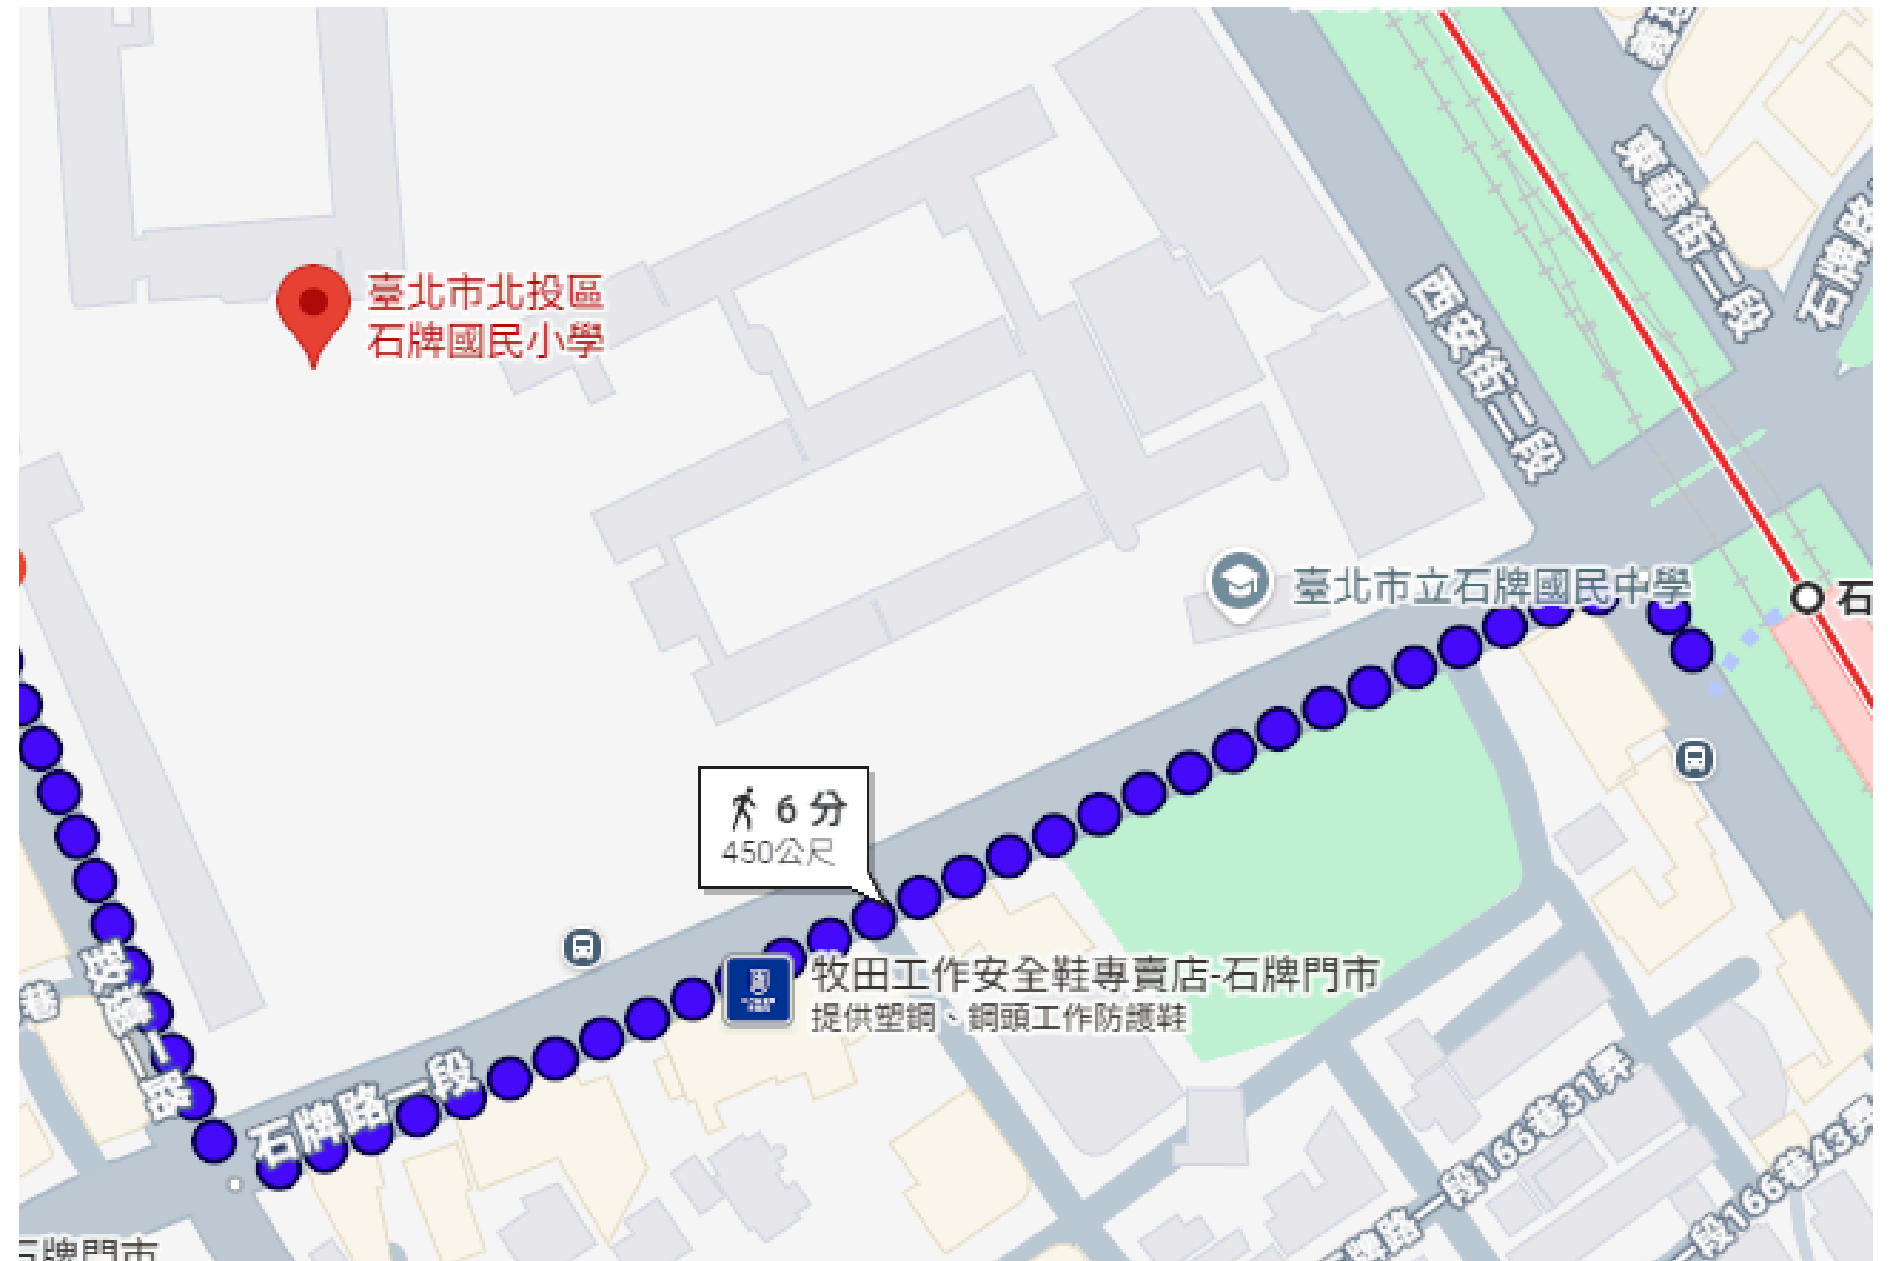 臺北市北投區
石牌國民小學
東華街二段
石牌路
西安街二段
臺北市立石牌國民中學
石
6 分
450公尺
牧田工作安全鞋專賣店-石牌門市
提供塑鋼、鋼頭工作防護鞋
巷
石牌路一段
段166巷31弄
段166巷43弄
石牌門市